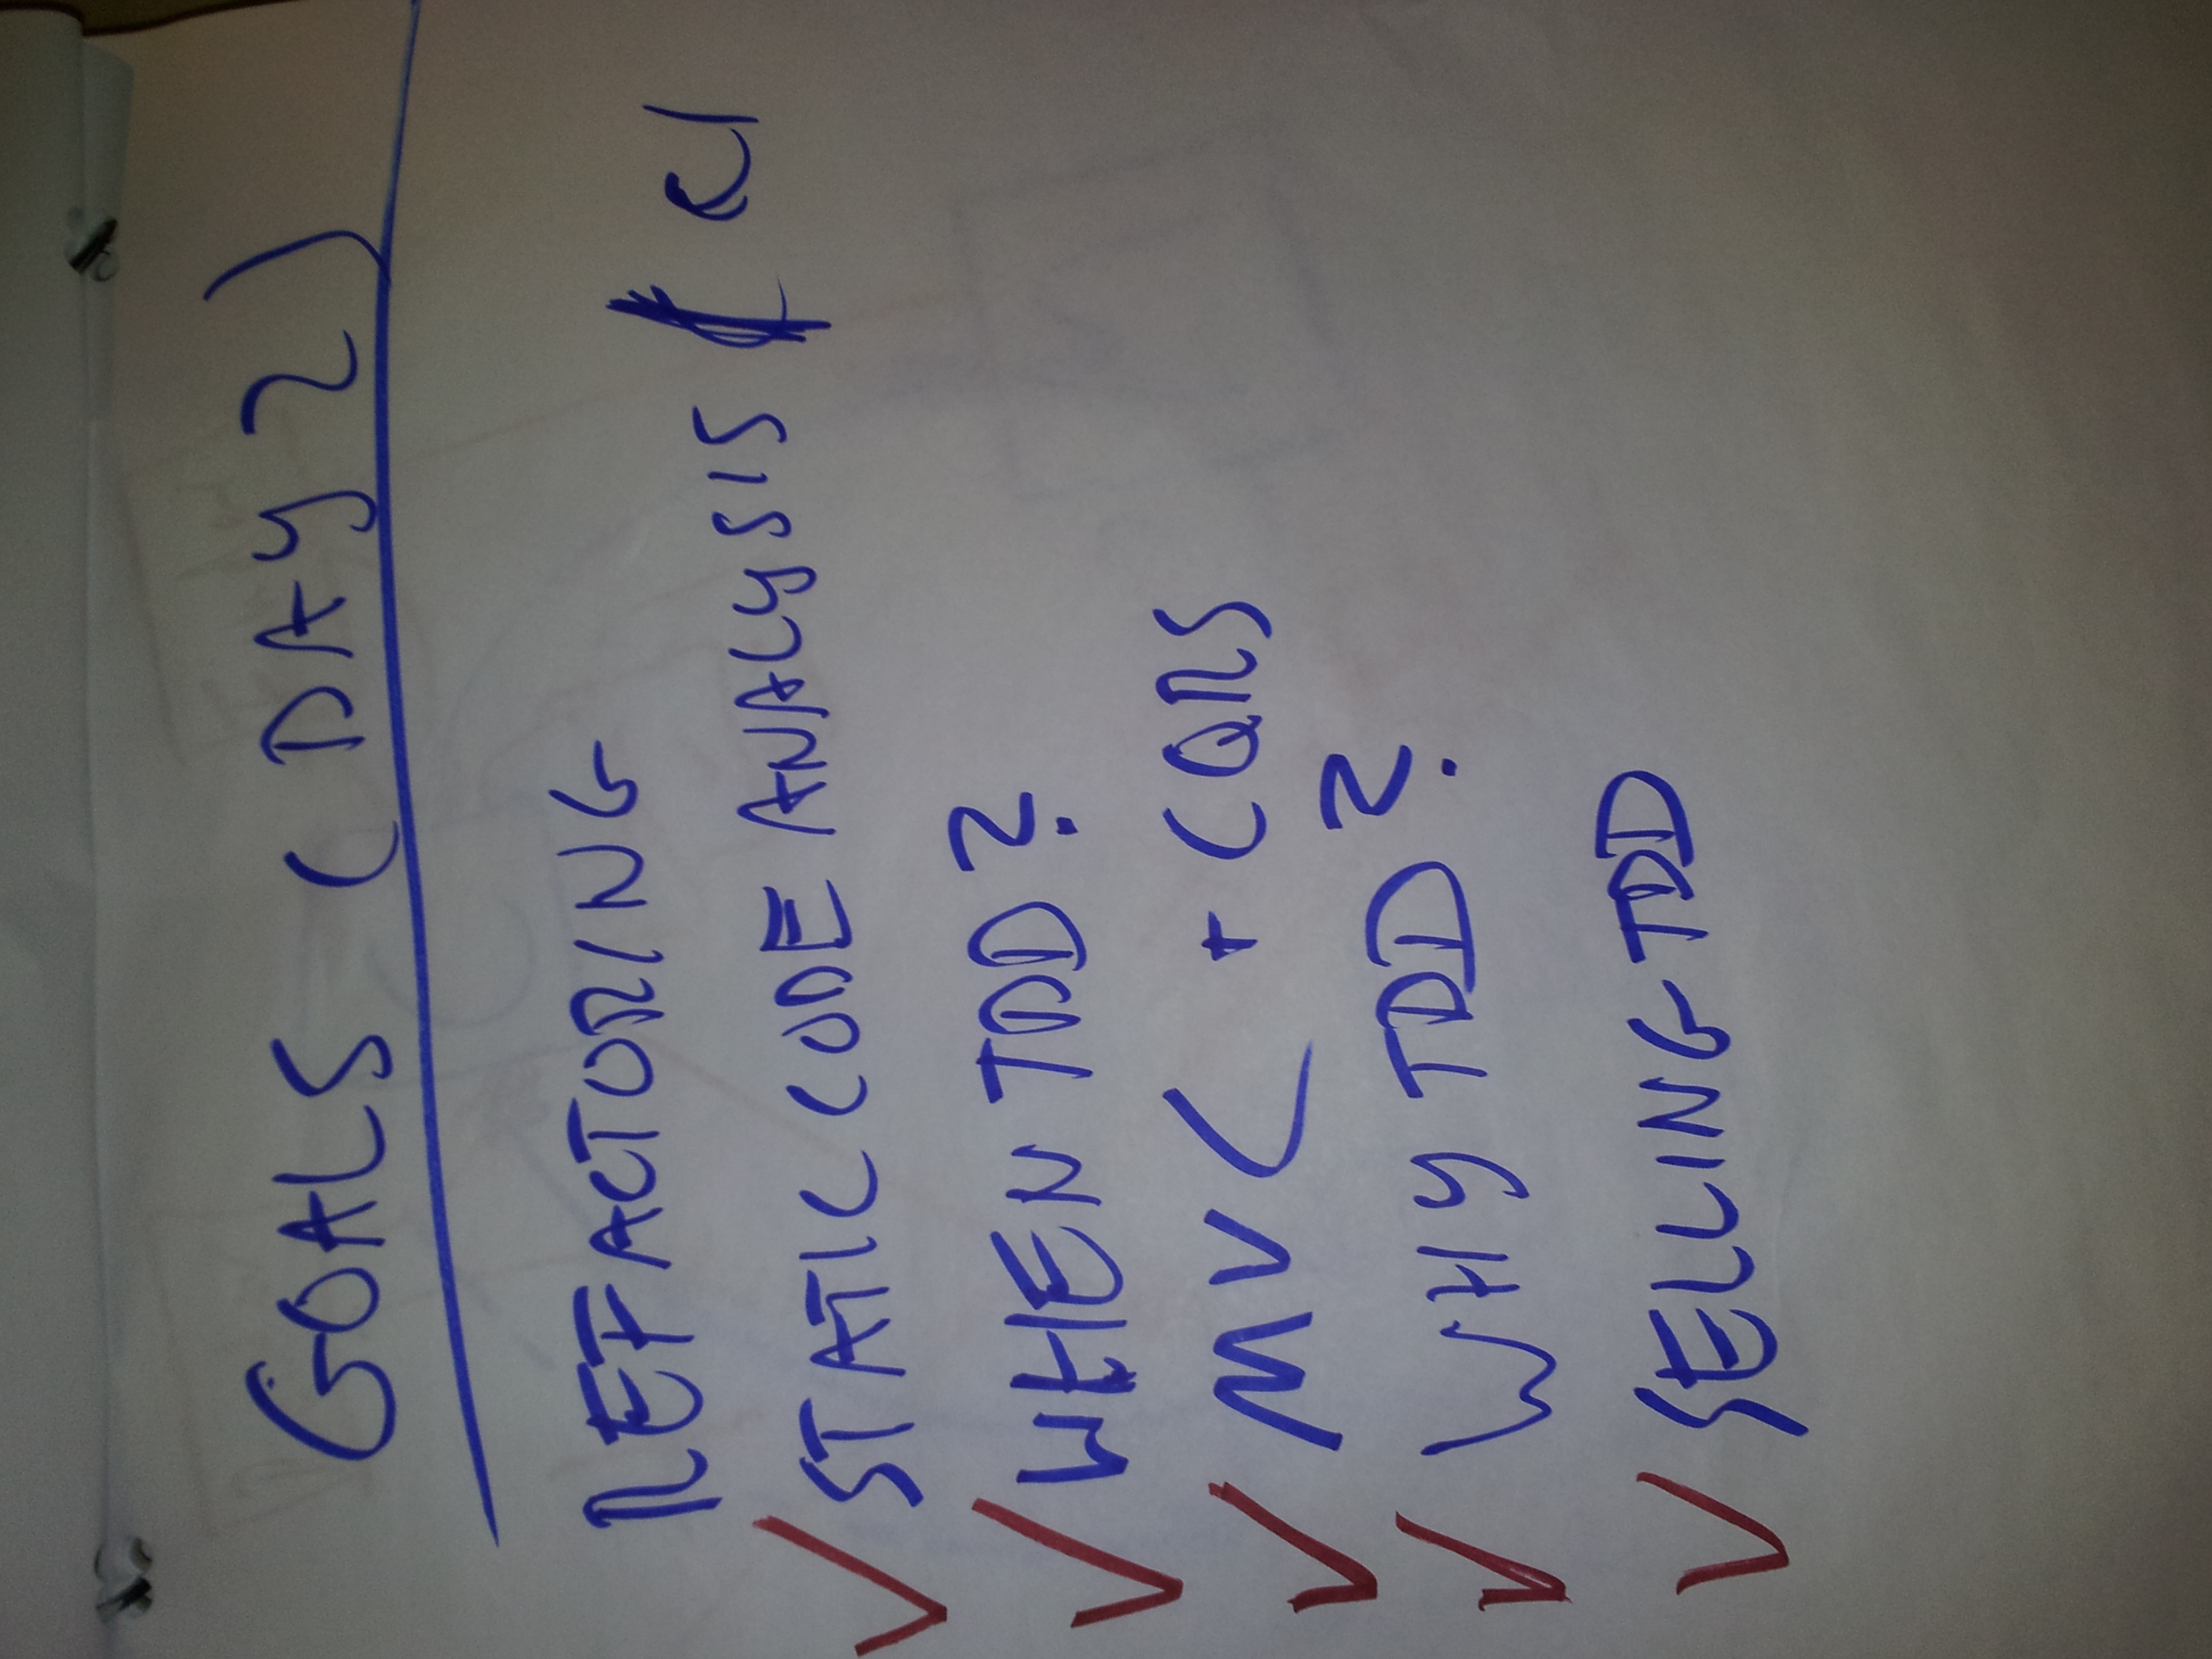 GOALS (DAY 2)
REFACTORING
✓ STATIC CODE ANALYSIS / CI
✓ WHEN TDD?
✓ MVC + CQRS
✓ WHY TDD?
✓ SELLING TDD